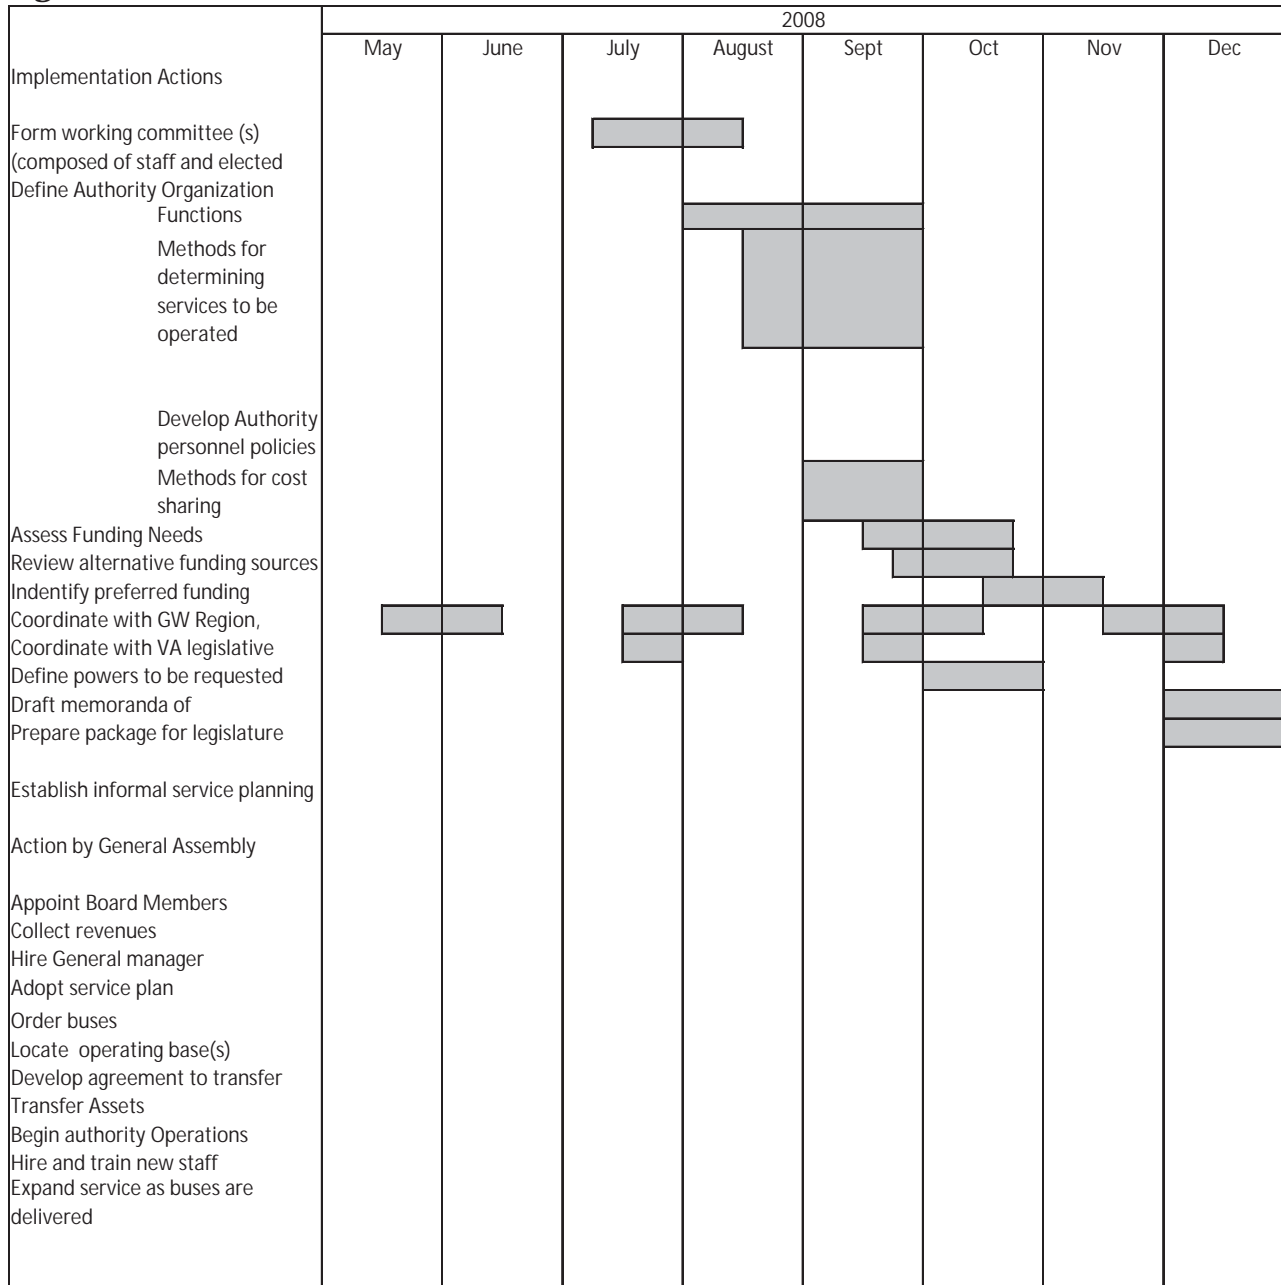 2008
May June July August Sept Oct Nov Dec
Implementation Actions
Form working committee (s)
(composed of staff and elected
Define Authority Organization
Functions
Methods for
determining
services to be
operated
Develop Authority
personnel policies
Methods for cost
sharing
Assess Funding Needs
Review alternative funding sources
Indentify preferred funding
Coordinate with GW Region,
Coordinate with VA legislative
Define powers to be requested
Draft memoranda of
Prepare package for legislature
Establish informal service planning
Action by General Assembly
Appoint Board Members
Collect revenues
Hire General manager
Adopt service plan
Order buses
Locate operating base(s)
Develop agreement to transfer
Transfer Assets
Begin authority Operations
Hire and train new staff
Expand service as buses are
delivered